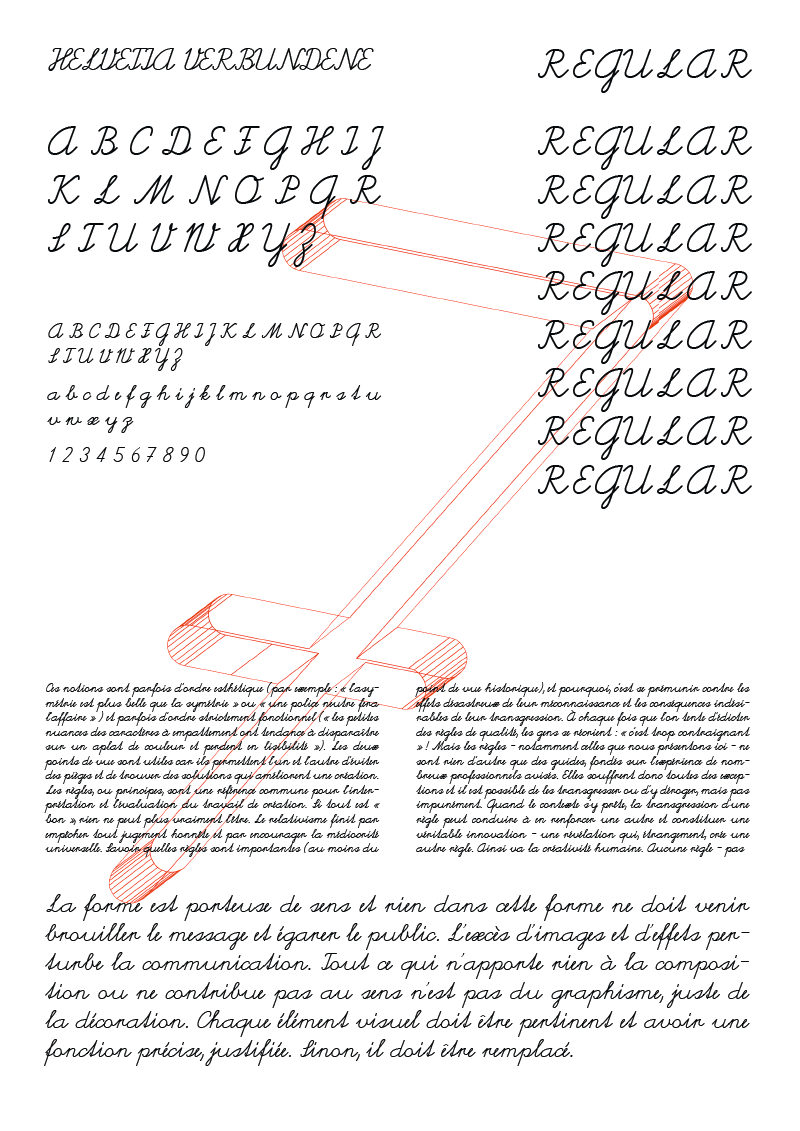 HELVETIA VERBUNDENE
REGULAR
A B C D E F G H I J
K L M N O P Q R
S T U V W X Y Z
REGULAR
REGULAR
REGULAR
REGULAR
REGULAR
REGULAR
REGULAR
REGULAR
A B C D E F G H I J K L M N O P Q R
S T U V W X Y Z
a b c d e f g h i j k l m n o p q r s t u
v w x y z
1 2 3 4 5 6 7 8 9 0
Ces notions sont parfois d'ordre esthétique (par exemple : « l'asy-
métrie est plus belle que la symétrie » ou « une police neutre fera
l'affaire » ) et parfois d'ordre strictement fonctionnel ( « les petites
nuances des caractères à empattement ont tendance à disparaître
sur un aplat de couleur et perdent en lisibilité » ). Les deux
points de vue sont utiles car ils permettent l'un et l'autre d'éviter
des pièges et de trouver des solutions qui améliorent une création.
Les règles, ou principes, sont une référence commune pour l'inter-
prétation et l'évaluation du travail de création. Si tout est «
bon », rien ne peut plus vraiment l'être. Le relativisme finit par
empêcher tout jugement honnête et par encourager la médiocrité
universelle. Savoir quelles règles sont importantes (au moins du
point de vue historique), et pourquoi, c'est se prémunir contre les
effets désastreux de leur méconnaissance et les conséquences indési-
rables de leur transgression. À chaque fois que l'on tente d'édicter
des règles de qualité, les gens se récrient : « c'est trop contraignant
» ! Mais les règles - notamment celles que nous présentons ici - ne
sont rien d'autre que des guides, fondés sur l'expérience de nom-
breux professionnels avisés. Elles souffrent donc toutes des excep-
tions et il est possible de les transgresser ou d'y déroger, mais pas
impunément. Quand le contexte s'y prête, la transgression d'une
règle peut conduire à en renforcer une autre et constituer une
véritable innovation - une révélation qui, étrangement, crée une
autre règle. Ainsi va la créativité humaine. Aucune règle - pas
La forme est porteuse de sens et rien dans cette forme ne doit venir
brouiller le message et égarer le public. L'excès d'images et d'effets per-
turbe la communication. Tout ce qui n'apporte rien à la composi-
tion ou ne contribue pas au sens n'est pas du graphisme, juste de
la décoration. Chaque élément visuel doit être pertinent et avoir une
fonction précise, justifiée. Sinon, il doit être remplacé.